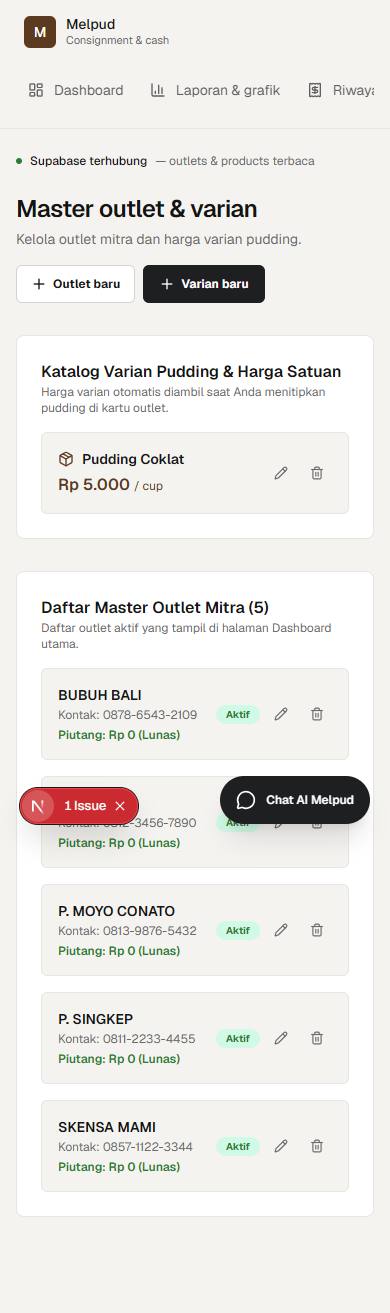 M
Melpud
Consignment & cash
Dashboard
Laporan & grafik
Riwaya
Supabase terhubung — outlets & products terbaca
Master outlet & varian
Kelola outlet mitra dan harga varian pudding.
Outlet baru
Varian baru
Katalog Varian Pudding & Harga Satuan
Harga varian otomatis diambil saat Anda menitipkan
pudding di kartu outlet.
Pudding Coklat
Rp 5.000 / cup
Daftar Master Outlet Mitra (5)
Daftar outlet aktif yang tampil di halaman Dashboard
utama.
BUBUH BALI
Kontak: 0878-6543-2109
Aktif
Piutang: Rp 0 (Lunas)
N
1 Issue
Chat AI Melpud
3456-7890
Piutang: Rp 0 (Lunas)
P. MOYO CONATO
Kontak: 0813-9876-5432
Aktif
Piutang: Rp 0 (Lunas)
P. SINGKEP
Kontak: 0811-2233-4455
Aktif
Piutang: Rp 0 (Lunas)
SKENSA MAMI
Kontak: 0857-1122-3344
Aktif
Piutang: Rp 0 (Lunas)